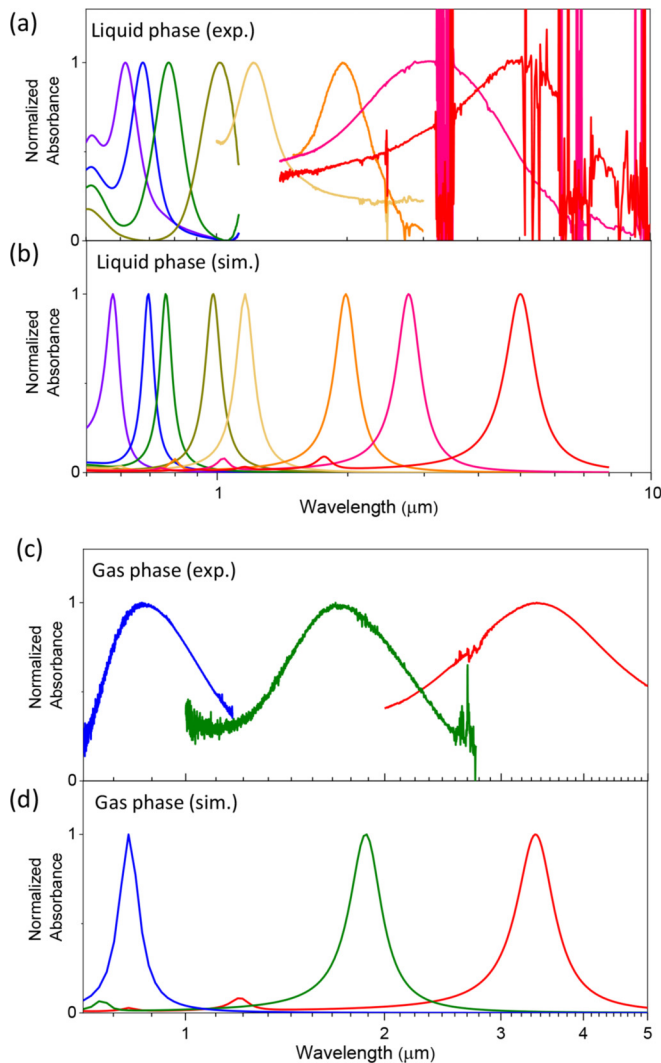 (a)
Liquid phase (exp.)
1
Normalized
Absorbance
0
(b)
Liquid phase (sim.)
1
Normalized
Absorbance
0
1
10
Wavelength (μm)
(c)
Gas phase (exp.)
1
Normalized
Absorbance
0
(d)
Gas phase (sim.)
1
Normalized
Absorbance
0
1
2
3
4
5
Wavelength (μm)